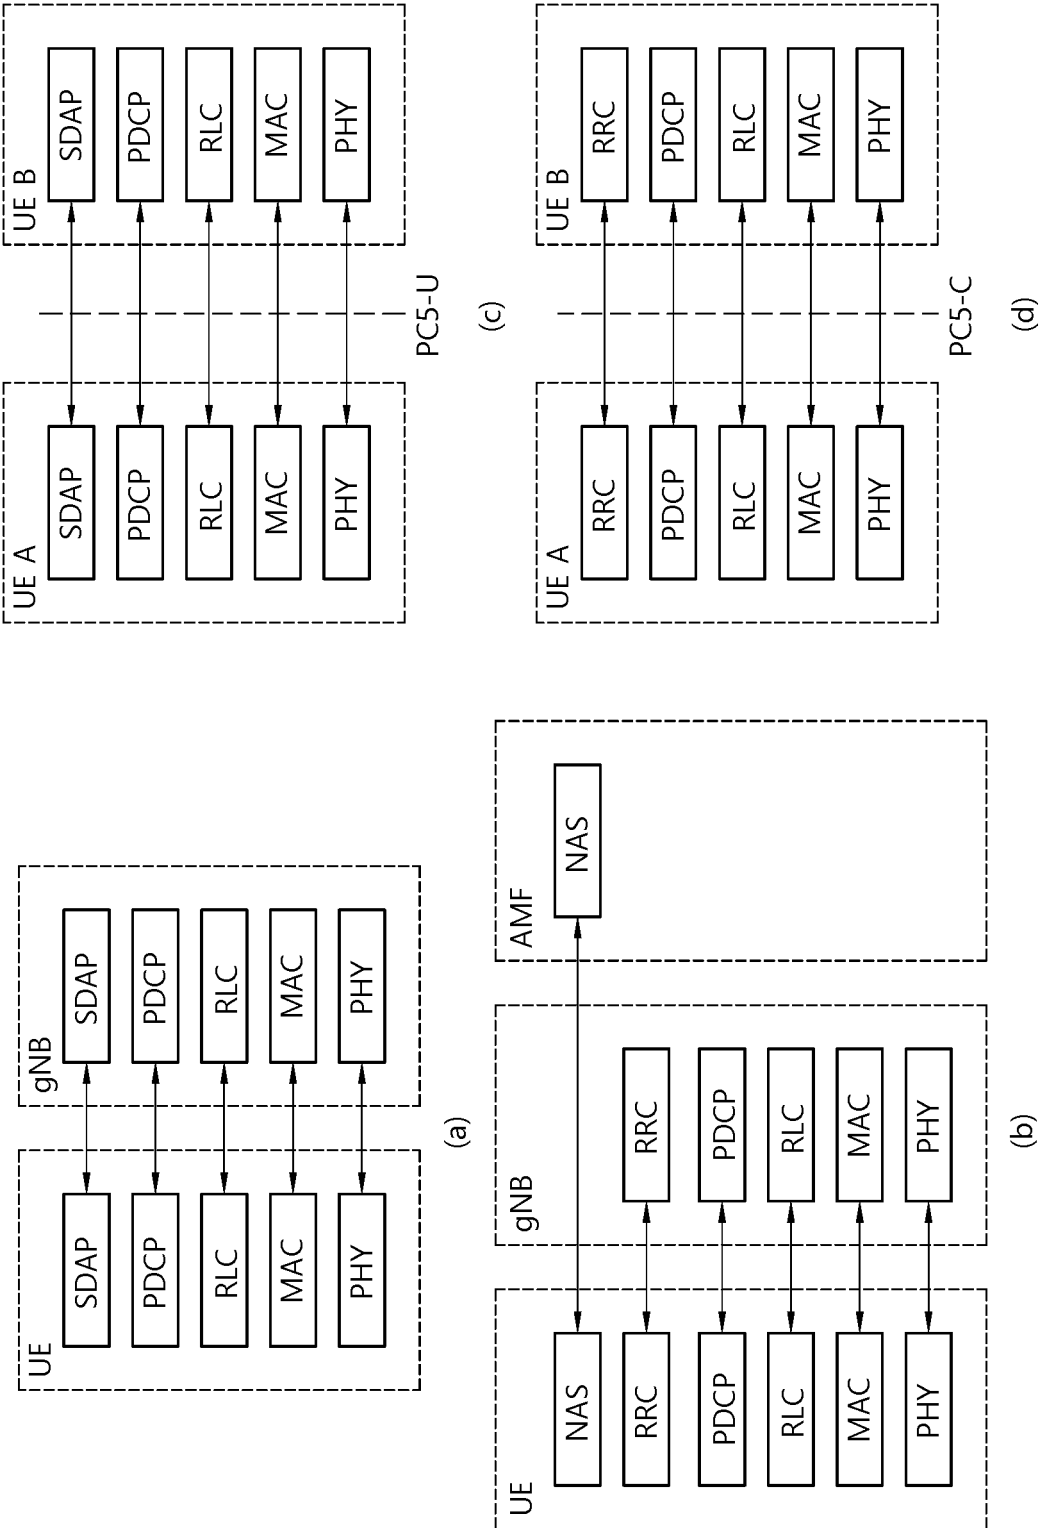 UE
gNB
SDAP
SDAP
PDCP
PDCP
RLC
RLC
MAC
MAC
PHY
PHY
(a)
UE A
UE B
SDAP
SDAP
PDCP
PDCP
RLC
RLC
MAC
MAC
PHY
PHY
PC5-U
(c)
UE
gNB
AMF
NAS
NAS
RRC
RRC
PDCP
PDCP
RLC
RLC
MAC
MAC
PHY
PHY
(b)
UE A
UE B
RRC
RRC
PDCP
PDCP
RLC
RLC
MAC
MAC
PHY
PHY
PC5-C
(d)